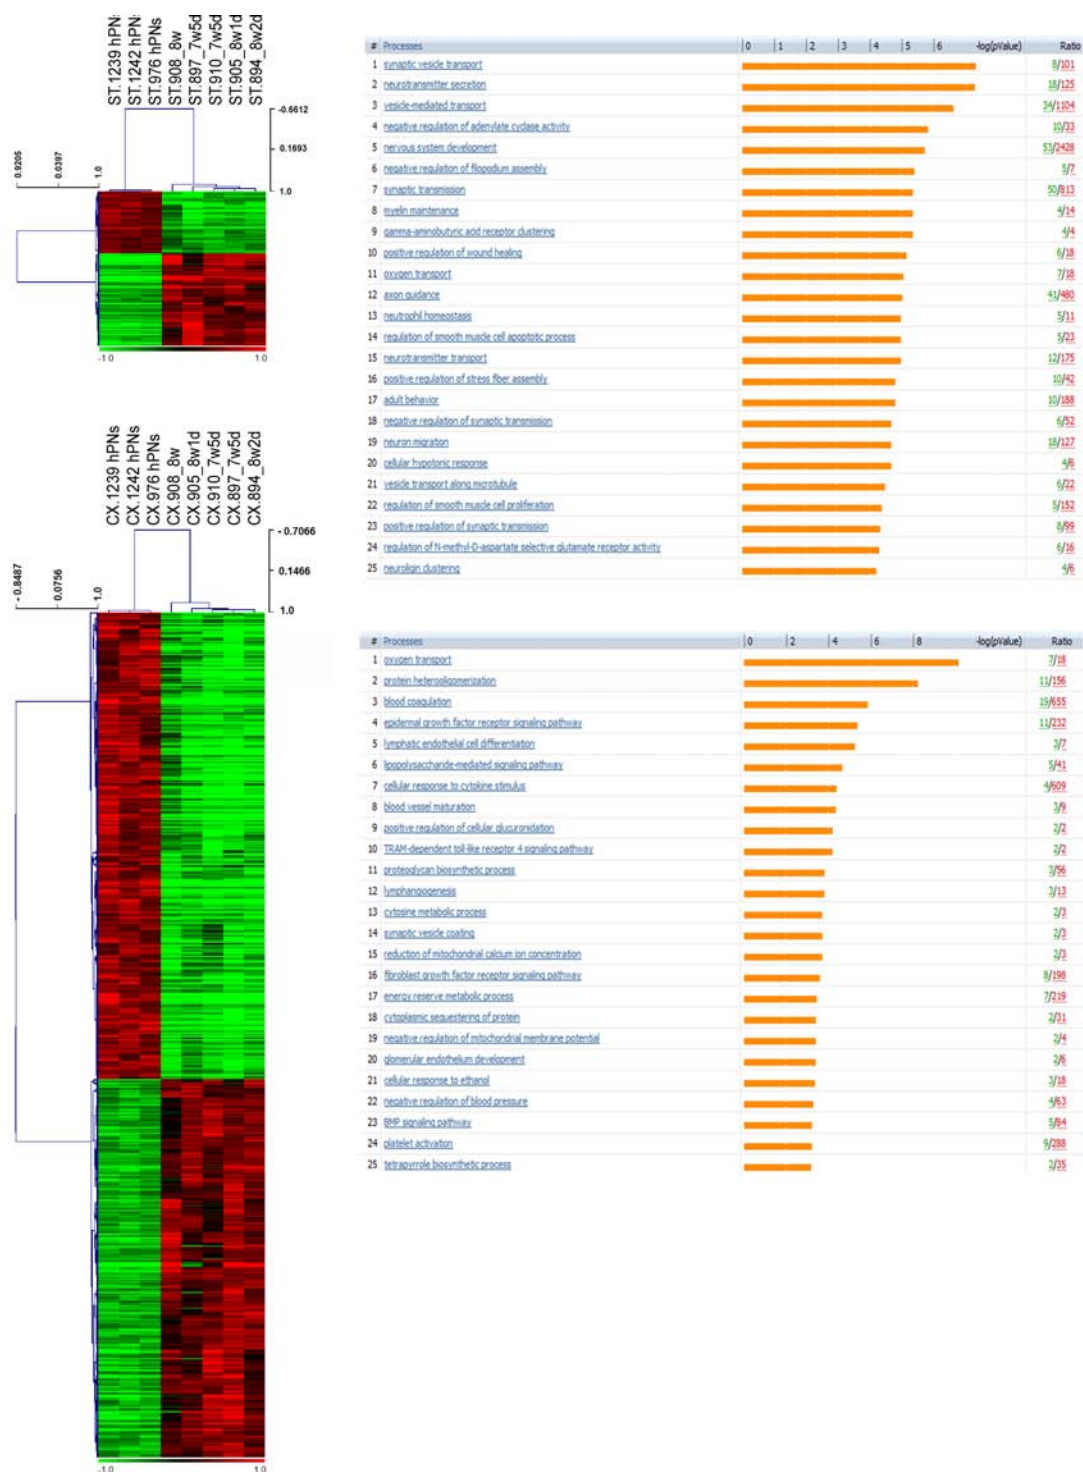 ST.1239 hPN
ST.1242 hPN
ST.976 hPNs
ST.908_8w
ST.897_7w5d
ST.910_7w5d
ST.905_8w1d
ST.894_8w2d
-0.6612
0.1693
1.0
0.9205
0.0397
1.0
-1.0 1.0
# Processes 0 1 2 3 4 5 6 -log(pValue) Ratio
1 synaptic vesicle transport 8/101
2 neurotransmitter secretion 18/125
3 vesicle-mediated transport 34/1104
4 negative regulation of adenylate cyclase activity 10/33
5 nervous system development 53/2428
6 negative regulation of filopodium assembly 5/7
7 synaptic transmission 50/813
8 myelin maintenance 4/14
9 gamma-aminobutyric acid receptor clustering 4/4
10 positive regulation of wound healing 6/18
11 oxygen transport 7/18
12 axon guidance 41/480
13 neutrophil homeostasis 5/11
14 regulation of smooth muscle cell apoptotic process 5/23
15 neurotransmitter transport 12/175
16 positive regulation of stress fiber assembly 10/42
17 adult behavior 10/188
18 negative regulation of synaptic transmission 6/52
19 neuron migration 18/127
20 cellular hypotonic response 4/6
21 vesicle transport along microtubule 6/22
22 regulation of smooth muscle cell proliferation 5/152
23 positive regulation of synaptic transmission 8/99
24 regulation of N-methyl-D-aspartate selective glutamate receptor activity 6/16
25 neuroligin clustering 4/6
CX.1239 hPNs
CX.1242 hPNs
CX.976 hPNs
CX.908_8w
CX.905_8w1d
CX.910_7w5d
CX.897_7w5d
CX.894_8w2d
-0.7066
0.1466
1.0
-0.8487
0.0756
1.0
-1.0 1.0
# Processes 0 2 4 6 8 -log(pValue) Ratio
1 oxygen transport 7/18
2 protein heterooligomerization 11/156
3 blood coagulation 19/655
4 epidermal growth factor receptor signaling pathway 11/232
5 lymphatic endothelial cell differentiation 3/7
6 lipopolysaccharide-mediated signaling pathway 5/41
7 cellular response to cytokine stimulus 4/609
8 blood vessel maturation 3/9
9 positive regulation of cellular glucuronidation 2/2
10 TRAM-dependent toll-like receptor 4 signaling pathway 2/2
11 proteoglycan biosynthetic process 3/56
12 lymphangiogenesis 3/13
13 cytosine metabolic process 2/3
14 synaptic vesicle coating 2/3
15 reduction of mitochondrial calcium ion concentration 2/3
16 fibroblast growth factor receptor signaling pathway 8/198
17 energy reserve metabolic process 7/219
18 cytoplasmic sequestering of protein 2/31
19 negative regulation of mitochondrial membrane potential 2/4
20 glomerular endothelium development 2/6
21 cellular response to ethanol 3/18
22 negative regulation of blood pressure 4/63
23 BMP signaling pathway 5/84
24 platelet activation 9/288
25 tetrapyrrole biosynthetic process 2/35